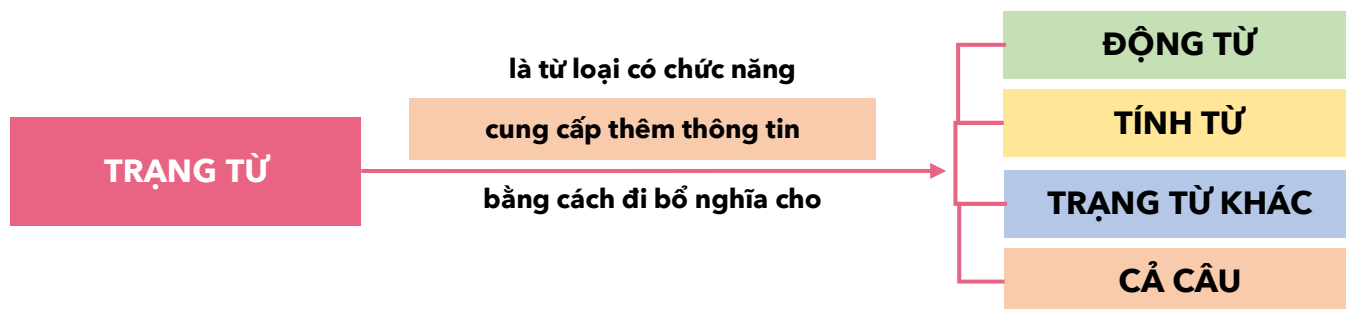 TRẠNG TỪ
là từ loại có chức năng
cung cấp thêm thông tin
bằng cách đi bổ nghĩa cho
ĐỘNG TỪ
TÍNH TỪ
TRẠNG TỪ KHÁC
CẢ CÂU